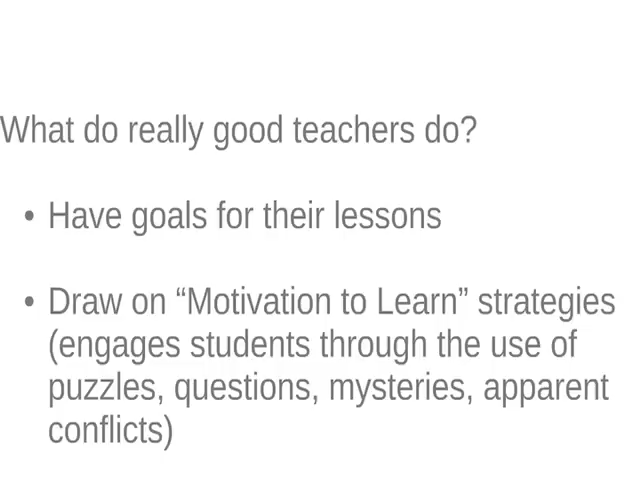 What do really good teachers do?
• Have goals for their lessons
• Draw on “Motivation to Learn” strategies
(engages students through the use of
puzzles, questions, mysteries, apparent
conflicts)